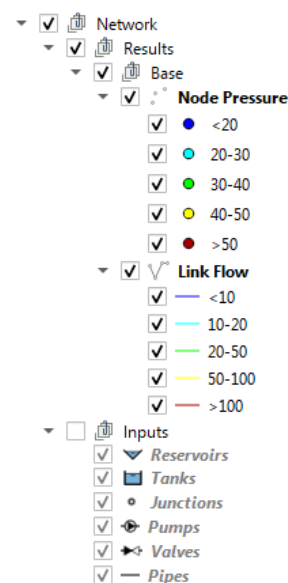 Network
Results
Base
Node Pressure
<20
20-30
30-40
40-50
>50
Link Flow
<10
10-20
20-50
50-100
>100
Inputs
Reservoirs
Tanks
Junctions
Pumps
Valves
Pipes